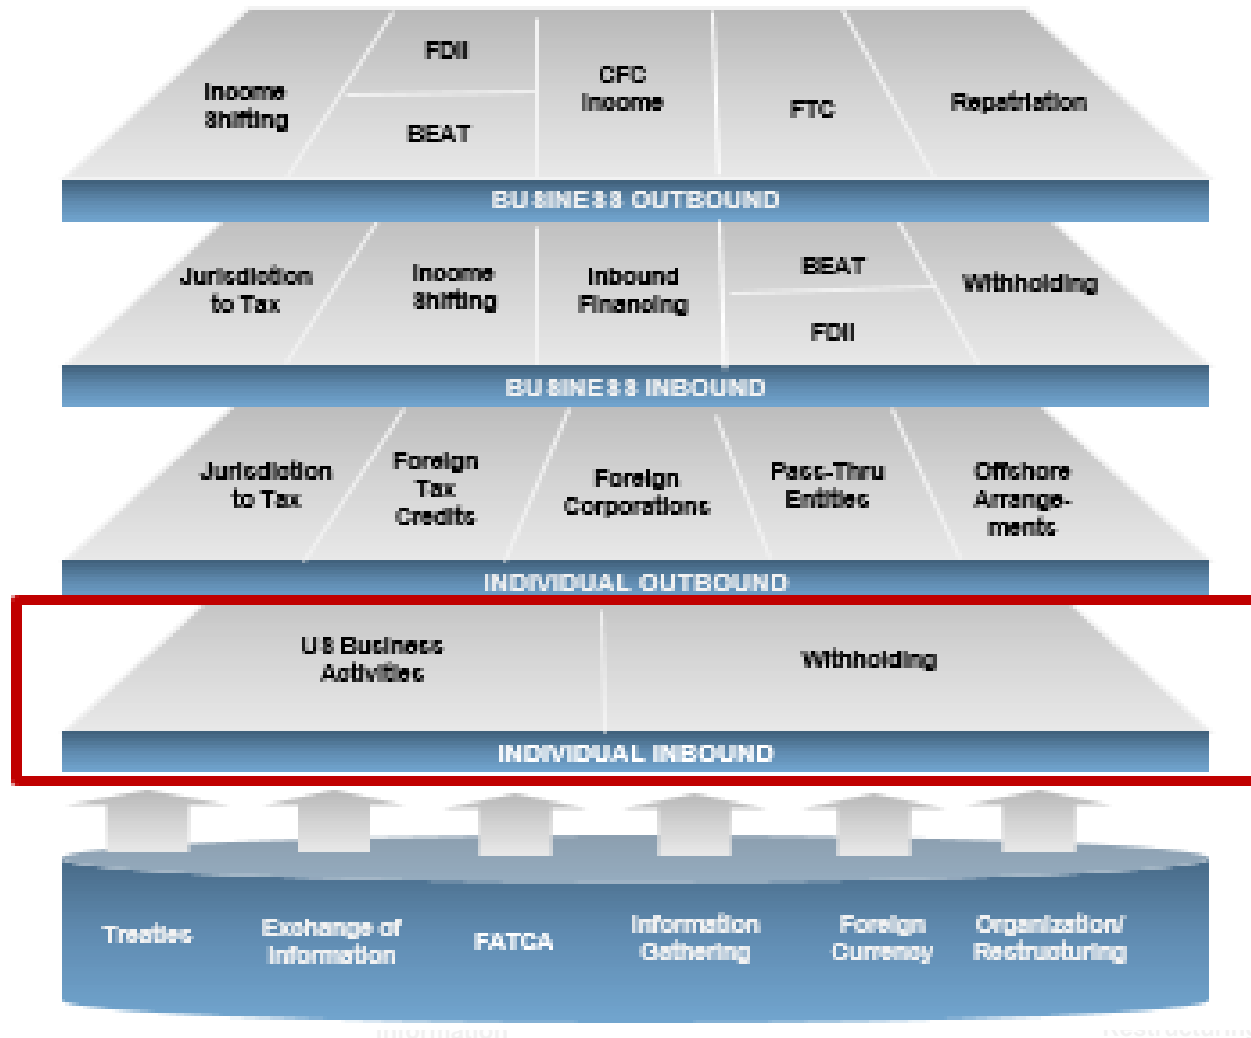 Income
Shifting
FDII
BEAT
CFC
Income
FTC
Repatriation
BUSINESS OUTBOUND
Jurisdiction
to Tax
Income
Shifting
Inbound
Financing
BEAT
FDII
Withholding
BUSINESS INBOUND
Jurisdiction
to Tax
Foreign
Tax
Credits
Foreign
Corporations
Pass-Thru
Entities
Offshore
Arrange-
ments
INDIVIDUAL OUTBOUND
US Business
Activities
Withholding
INDIVIDUAL INBOUND
Treaties
Exchange of
Information
FATCA
Information
Gathering
Foreign
Currency
Organization/
Restructuring
Information
Restructuring